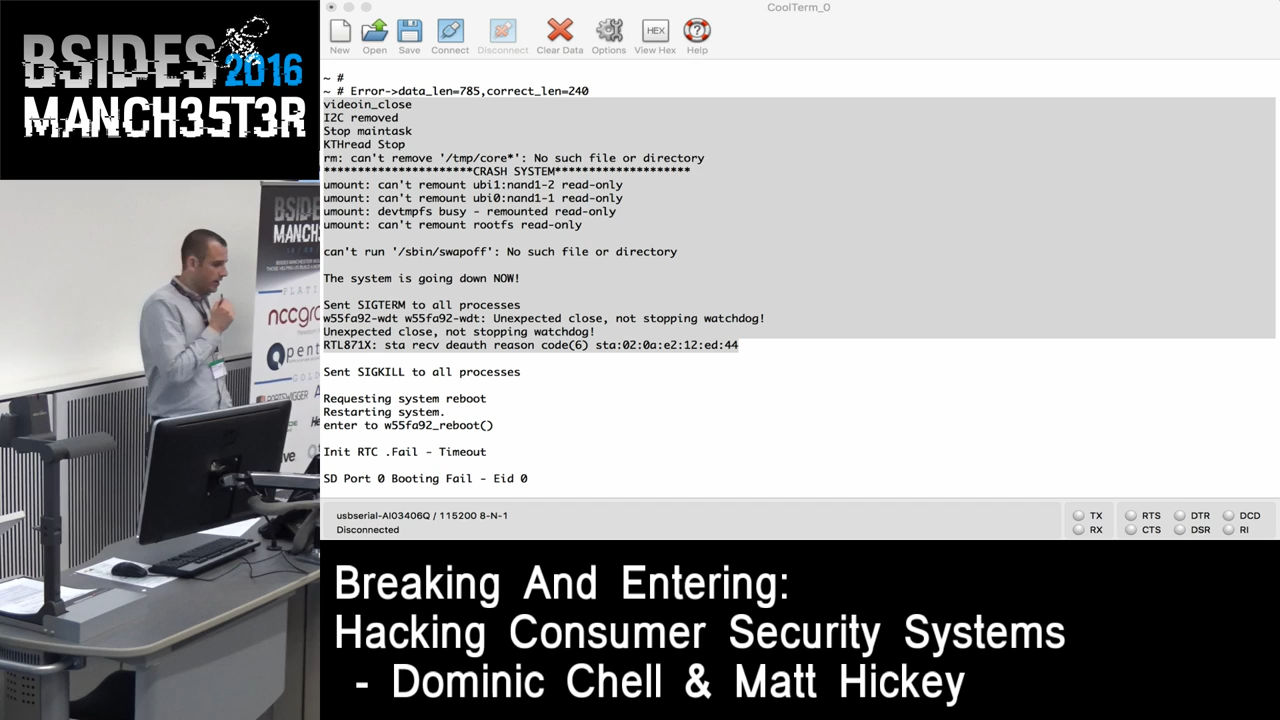 BSIDES 2016
MANCH35T3R
CoolTerm_0
New Open Save Connect Disconnect Clear Data Options View Hex Help
HEX
~ #
~ # Error->data_len=785,correct_len=240
videoin_close
I2C removed
Stop maintask
KThread Stop
rm: can't remove '/tmp/core*': No such file or directory
**********************CRASH SYSTEM********************
umount: can't remount ubi1:nand1-2 read-only
umount: can't remount ubi0:nand1-1 read-only
umount: devtmpfs busy - remounted read-only
umount: can't remount rootfs read-only
can't run '/sbin/swapoff': No such file or directory
The system is going down NOW!
Sent SIGTERM to all processes
w55fa92-wdt w55fa92-wdt: Unexpected close, not stopping watchdog!
Unexpected close, not stopping watchdog!
RTL871X: sta recv deauth reason code(6) sta:02:0a:e2:12:ed:44
Sent SIGKILL to all processes
Requesting system reboot
Restarting system.
enter to w55fa92_reboot()
Init RTC .Fail - Timeout
SD Port 0 Booting Fail - Eid 0
usbserial-AI03406Q / 115200 8-N-1
Disconnected
TX RTS DTR DCD
RX CTS DSR RI
BSIDE
MANCH
PLATI
nccgro
pent
GOL
PORTSWIGGER
Breaking And Entering:
Hacking Consumer Security Systems
- Dominic Chell & Matt Hickey